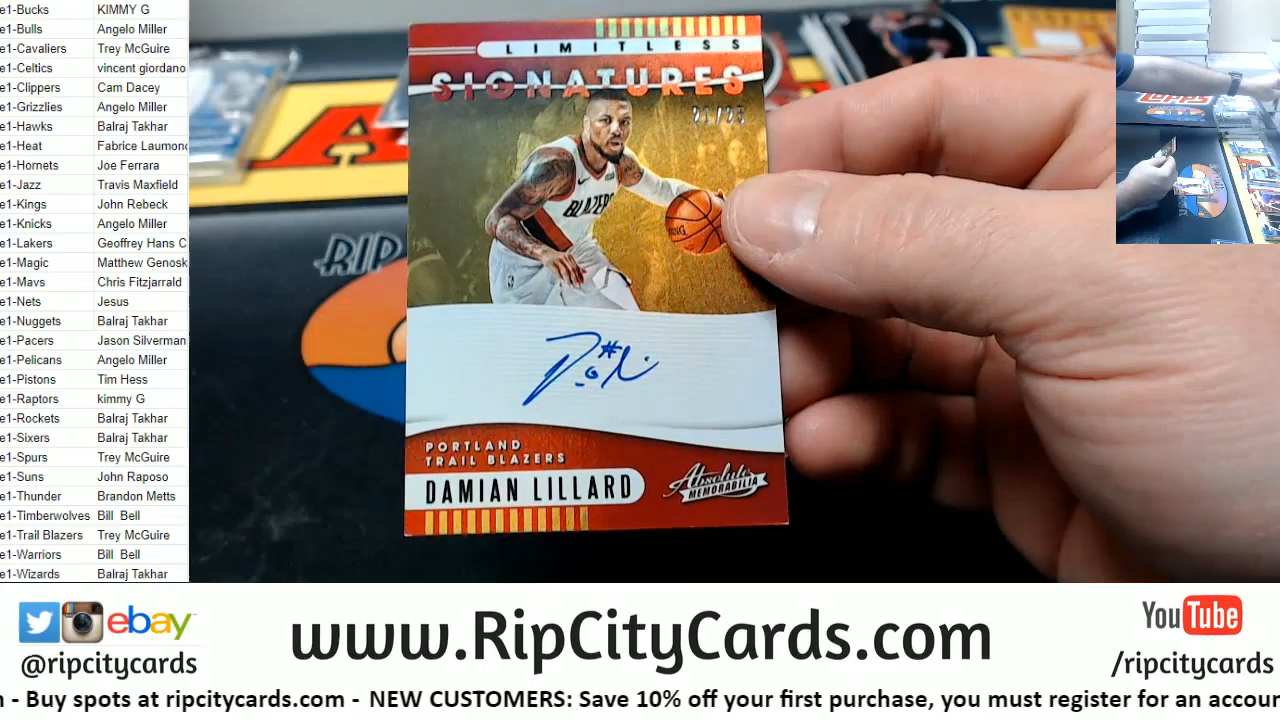 e1-Bucks KIMMY G
e1-Bulls Angelo Miller
e1-Cavaliers Trey McGuire
e1-Celtics vincent giordano
e1-Clippers Cam Dacey
e1-Grizzlies Angelo Miller
e1-Hawks Balraj Takhar
e1-Heat Fabrice Laumon
e1-Hornets Joe Ferrara
e1-Jazz Travis Maxfield
e1-Kings John Rebeck
e1-Knicks Angelo Miller
e1-Lakers Geoffrey Hans C
e1-Magic Matthew Genosk
e1-Mavs Chris Fitzjarrald
e1-Nets Jesus
e1-Nuggets Balraj Takhar
e1-Pacers Jason Silverman
e1-Pelicans Angelo Miller
e1-Pistons Tim Hess
e1-Raptors kimmy G
e1-Rockets Balraj Takhar
e1-Sixers Balraj Takhar
e1-Spurs Trey McGuire
e1-Suns John Raposo
e1-Thunder Brandon Metts
e1-Timberwolves Bill Bell
e1-Trail Blazers Trey McGuire
e1-Warriors Bill Bell
e1-Wizards Balraj Takhar
LIMITLESS
SIGNATURES
BLAZERS
RIP
PORTLAND
TRAIL BLAZERS
DAMIAN LILLARD
Absolute
MEMORABILIA
TOPPS
ebay
@ripcitycards
www.RipCityCards.com
YouTube
/ripcitycards
- Buy spots at ripcitycards.com - NEW CUSTOMERS: Save 10% off your first purchase, you must register for an accoun